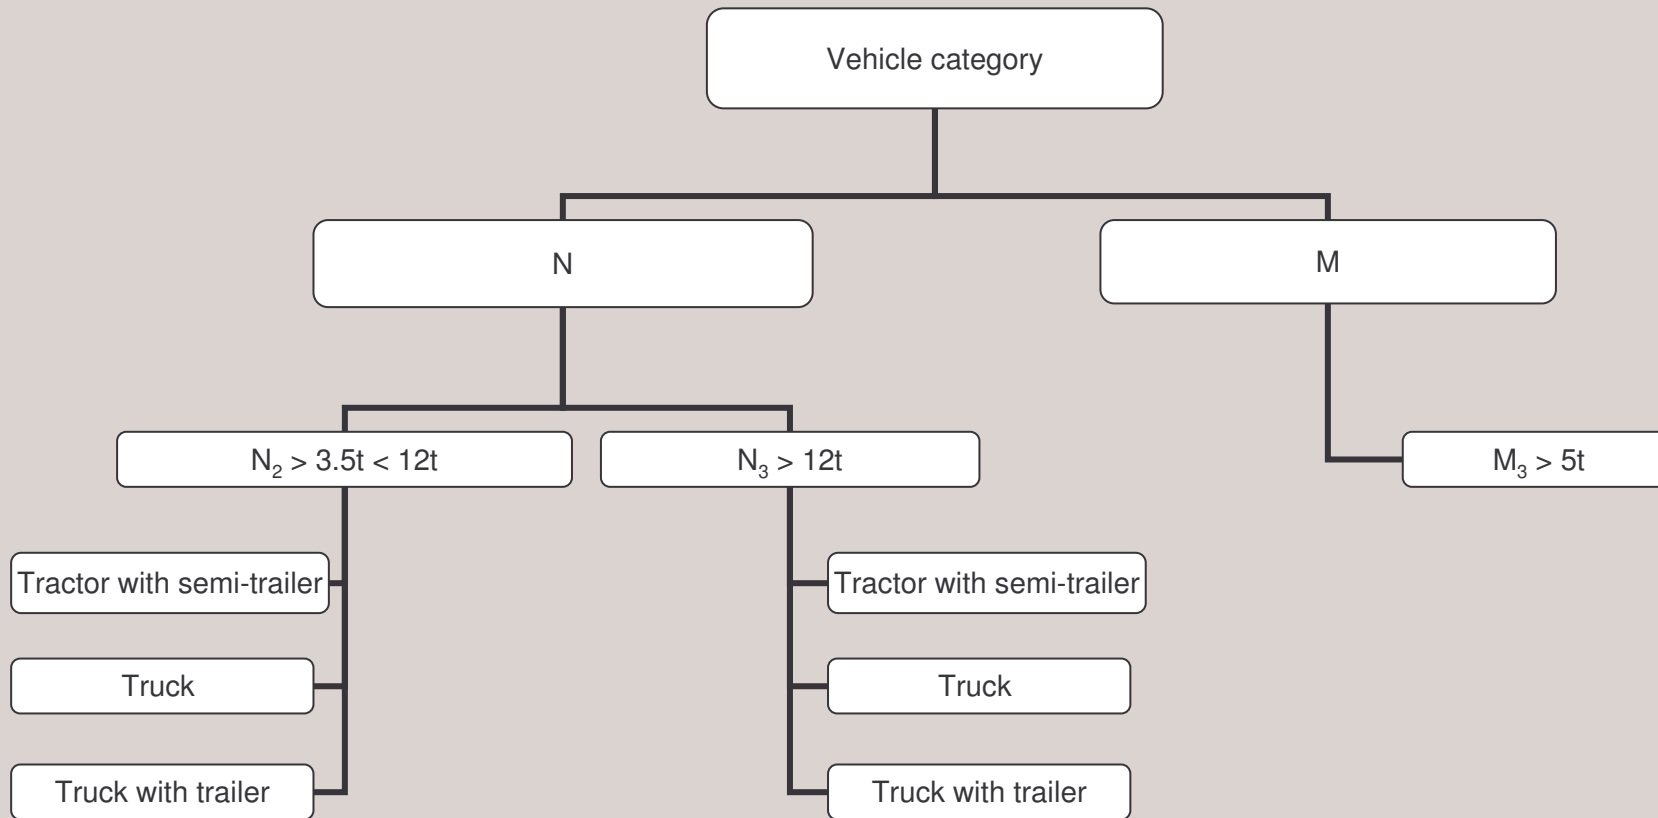 Vehicle category
N
M
N₂ > 3.5t < 12t
N₃ > 12t
M₃ > 5t
Tractor with semi-trailer
Tractor with semi-trailer
Truck
Truck
Truck with trailer
Truck with trailer